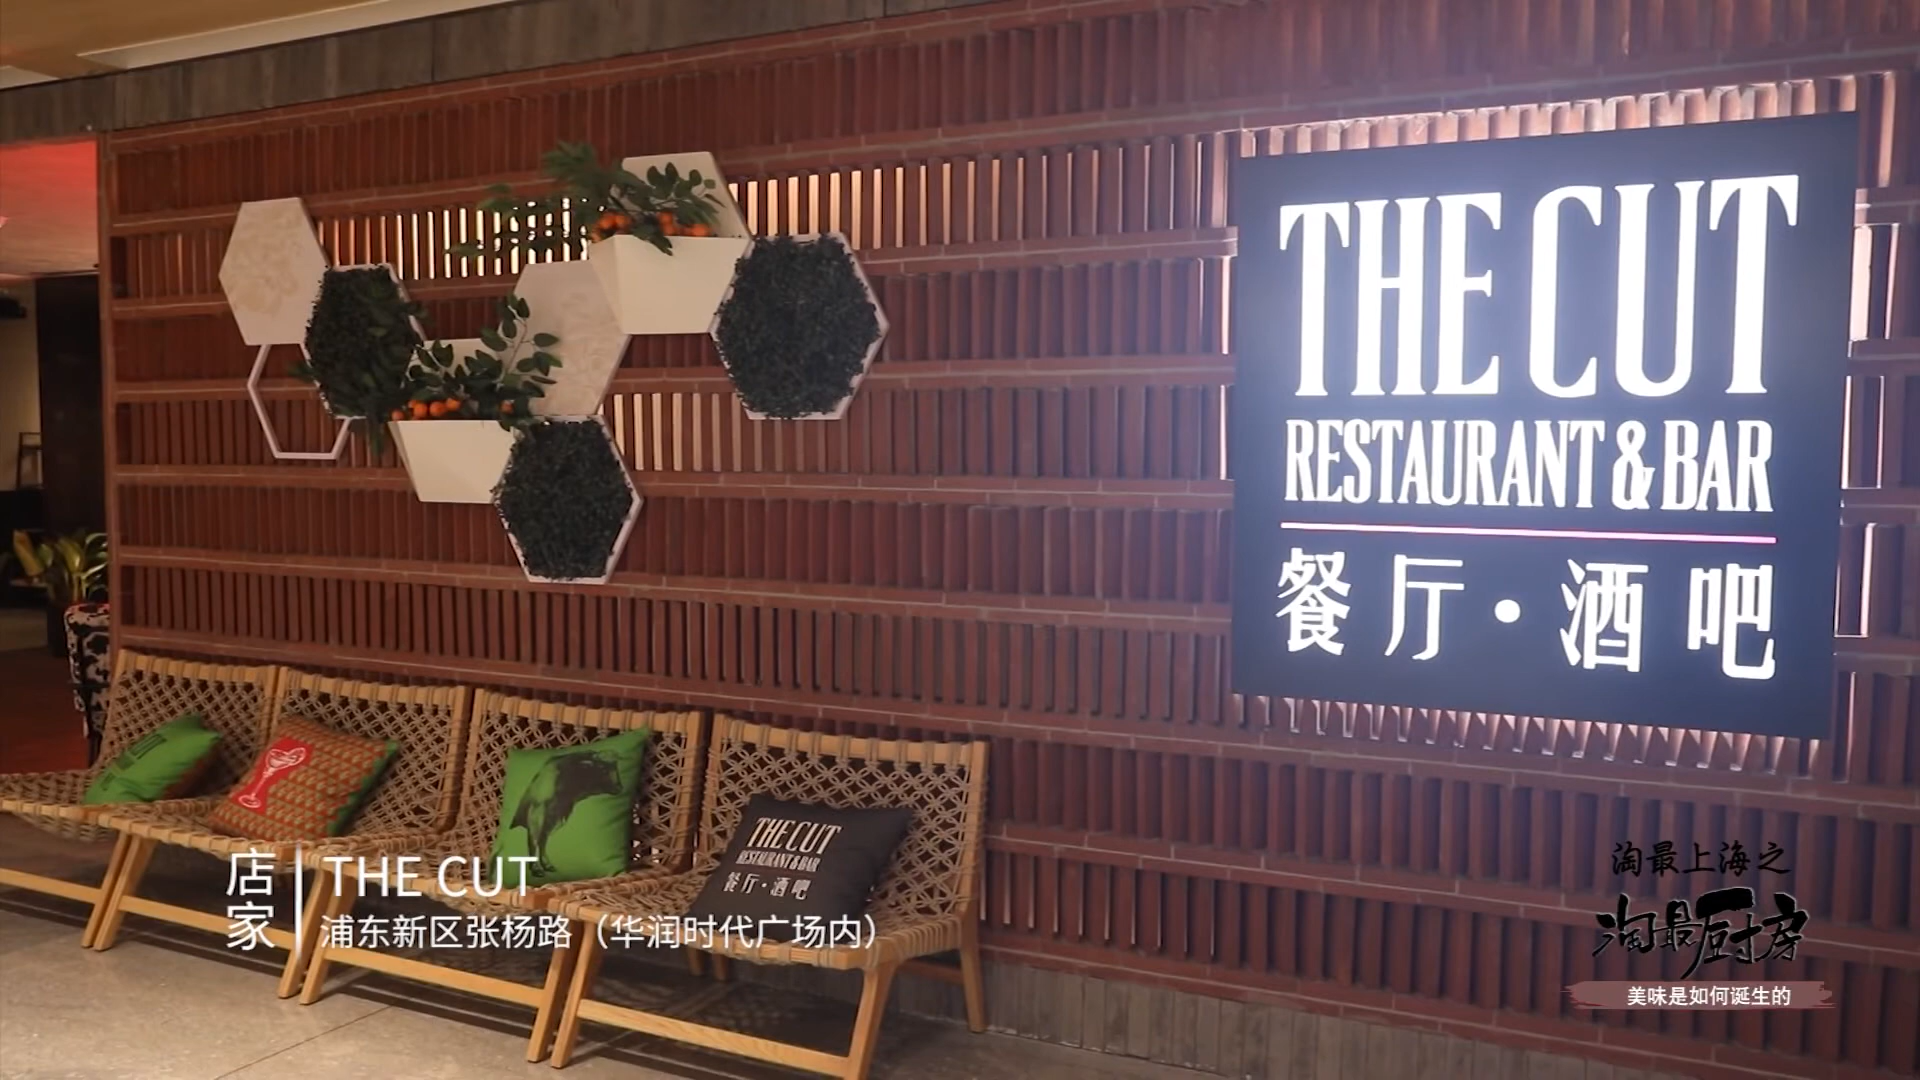 THE CUT
RESTAURANT & BAR
餐厅·酒吧
THE CUT
RESTAURANT & BAR
餐厅·酒吧
店家
THE CUT
浦东新区张杨路（华润时代广场内）
淘最上海之
淘最厨房
美味是如何诞生的